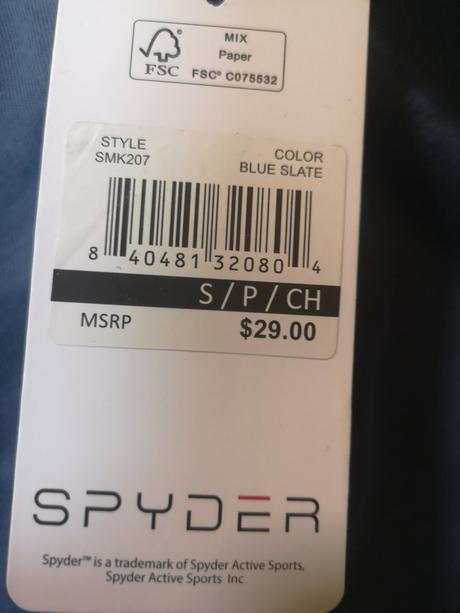 MIX
Paper
FSC
FSC® C075532
STYLE
SMK207
COLOR
BLUE SLATE
8 40481 32080 4
S / P / CH
MSRP
$29.00
SPYDER
Spyder™ is a trademark of Spyder Active Sports,
Spyder Active Sports Inc